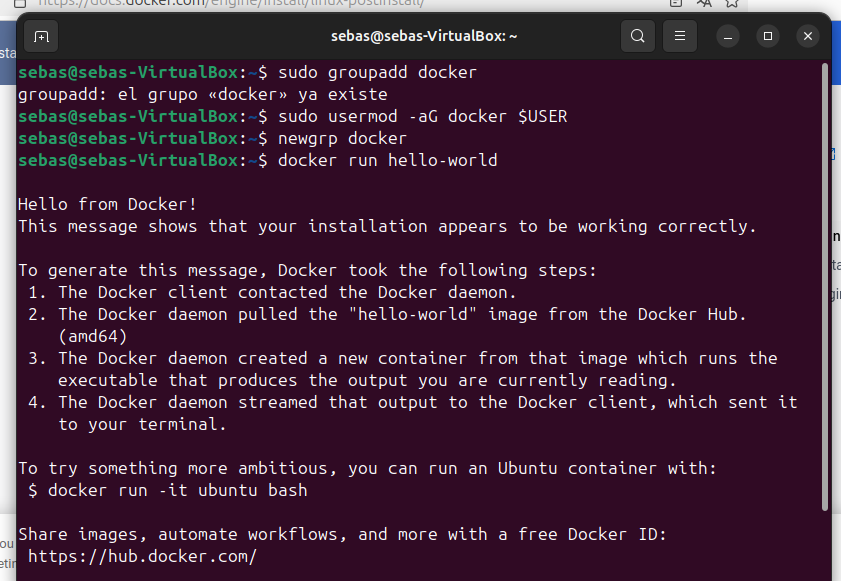 https://docs.docker.com/engine/install/linux-postinstall/
sebas@sebas-VirtualBox: ~
sebas@sebas-VirtualBox:~$ sudo groupadd docker
groupadd: el grupo «docker» ya existe
sebas@sebas-VirtualBox:~$ sudo usermod -aG docker $USER
sebas@sebas-VirtualBox:~$ newgrp docker
sebas@sebas-VirtualBox:~$ docker run hello-world
Hello from Docker!
This message shows that your installation appears to be working correctly.
To generate this message, Docker took the following steps:
1. The Docker client contacted the Docker daemon.
2. The Docker daemon pulled the "hello-world" image from the Docker Hub.
(amd64)
3. The Docker daemon created a new container from that image which runs the
executable that produces the output you are currently reading.
4. The Docker daemon streamed that output to the Docker client, which sent it
to your terminal.
To try something more ambitious, you can run an Ubuntu container with:
$ docker run -it ubuntu bash
Share images, automate workflows, and more with a free Docker ID:
https://hub.docker.com/